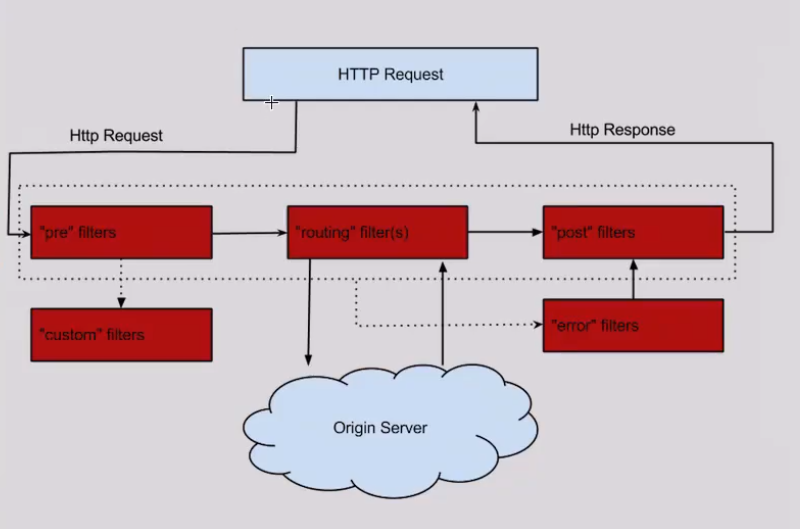 HTTP Request
Http Request
Http Response
"pre" filters
"routing" filter(s)
"post" filters
"custom" filters
"error" filters
Origin Server